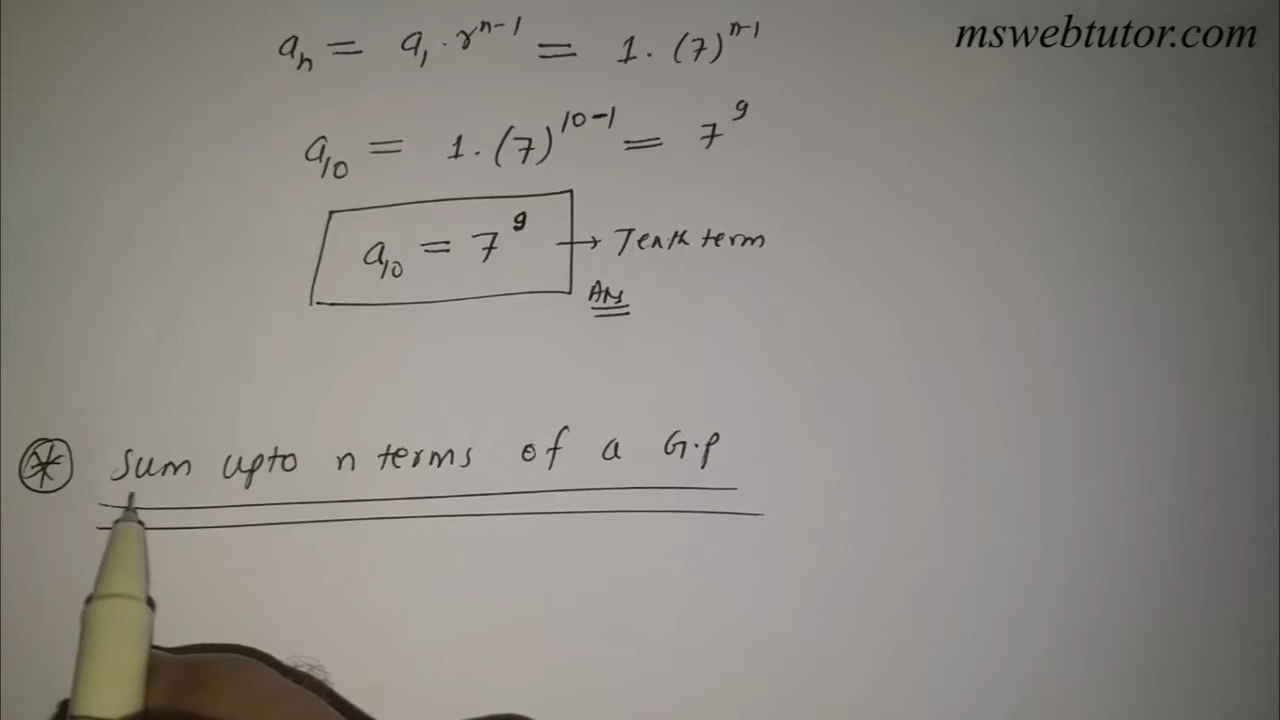 mswebtutor.com
aₙ = a₁ · rⁿ⁻¹ = 1 · (7)ⁿ⁻¹
a₁₀ = 1 · (7)¹⁰⁻¹ = 7⁹
a₁₀ = 7⁹ → Tenth term
Ans
* Sum upto n terms of a G.P